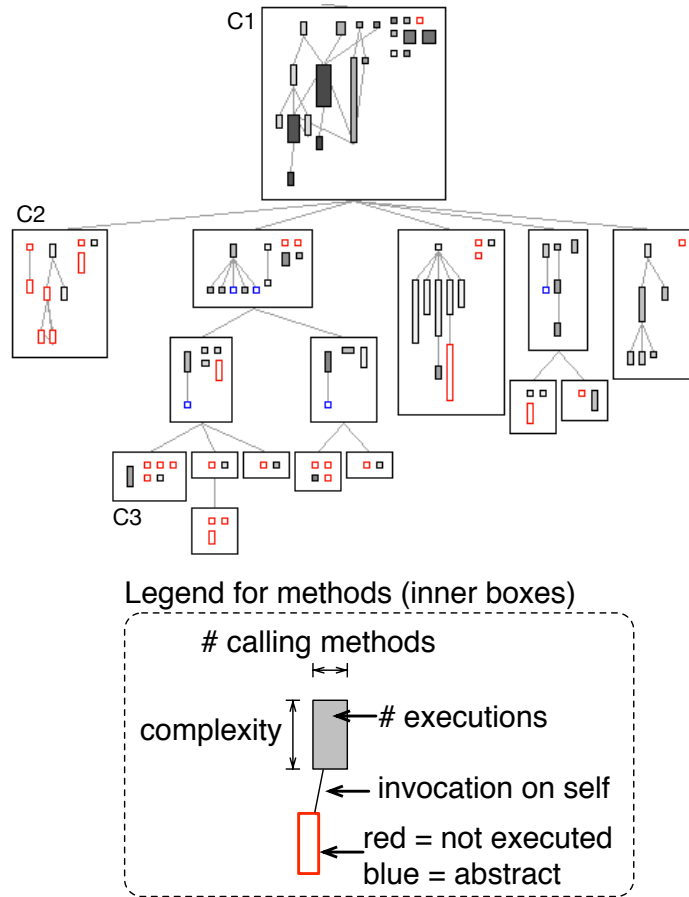 C1
C2
C3
Legend for methods (inner boxes)
# calling methods
complexity
# executions
invocation on self
red = not executed
blue = abstract